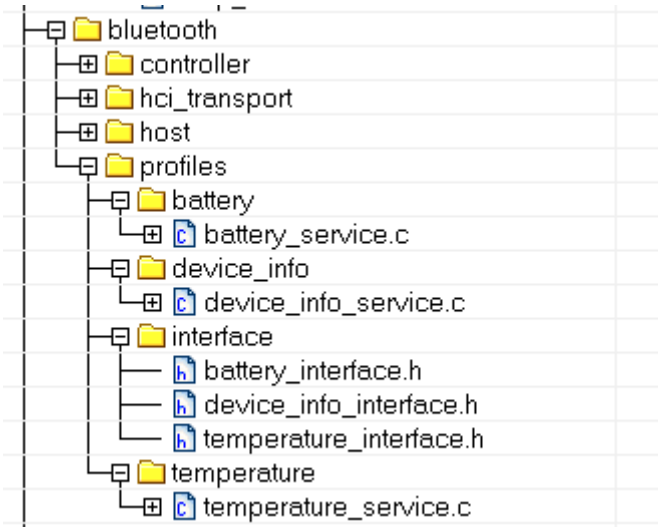 bluetooth
controller
hci_transport
host
profiles
battery
battery_service.c
device_info
device_info_service.c
interface
battery_interface.h
device_info_interface.h
temperature_interface.h
temperature
temperature_service.c